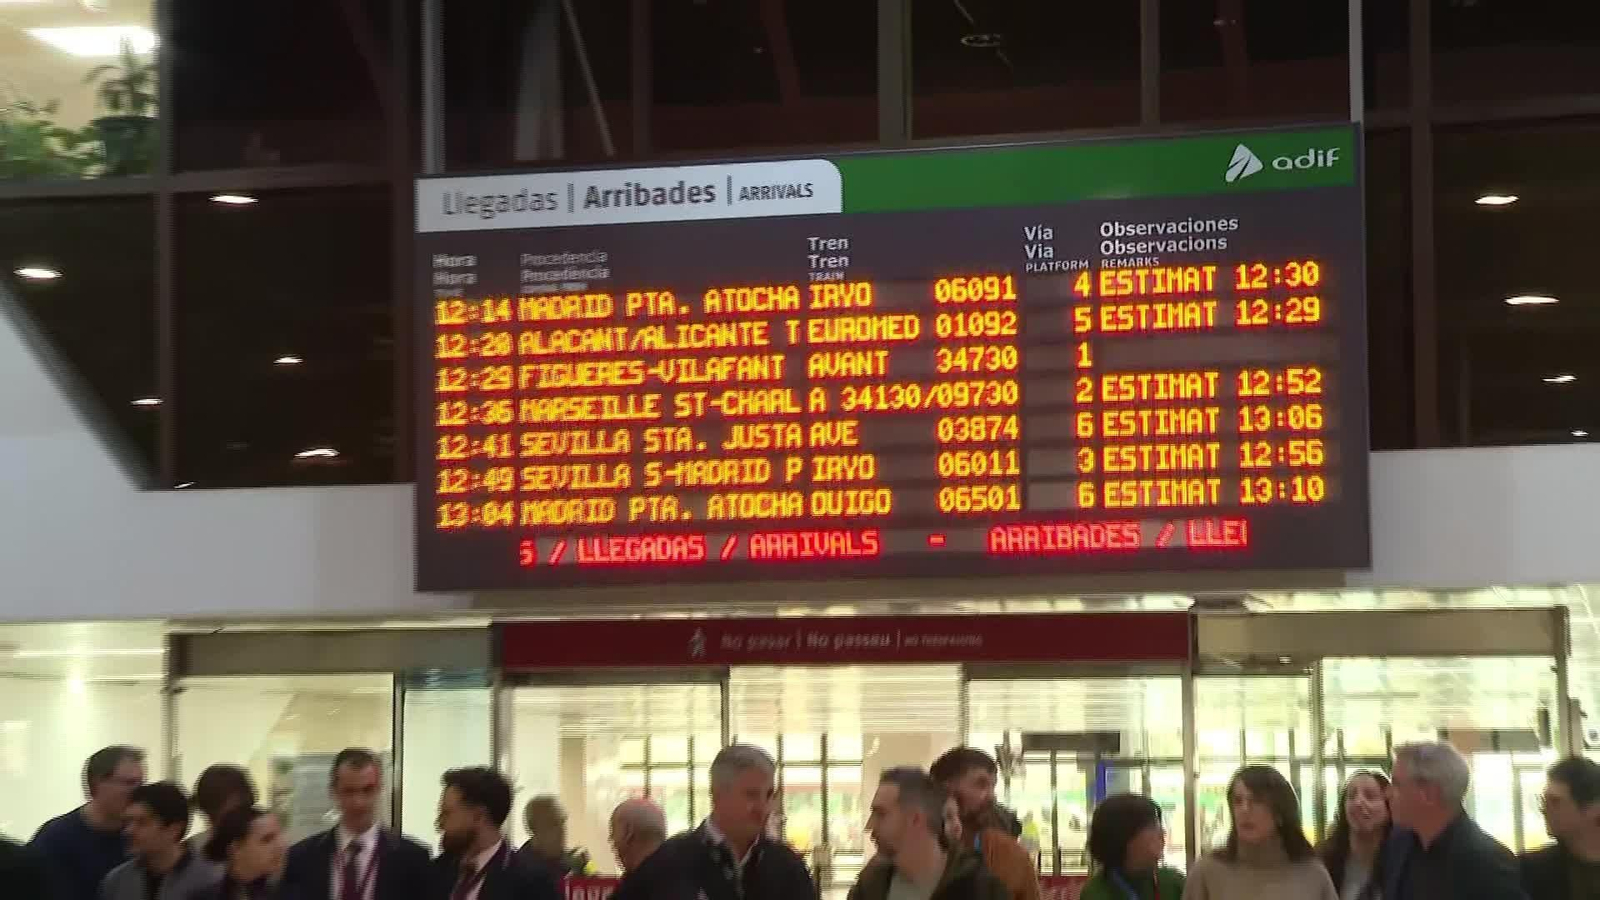 Llegadas | Arribades | ARRIVALS
adif
Hora Procedencia Tren Vía Observaciones
Hora Procedència Tren Via Observacions
TRAIN PLATFORM REMARKS
12:14 MADRID PTA. ATOCHA IRYO 06091 4 ESTIMAT 12:30
12:20 ALACANT/ALICANTE T EUROMED 01092 5 ESTIMAT 12:29
12:29 FIGUERES-VILAFANT AVANT 34730 1
12:36 MARSEILLE ST-CHARL A 34130/09730 2 ESTIMAT 12:52
12:41 SEVILLA STA. JUSTA AVE 03874 6 ESTIMAT 13:06
12:49 SEVILLA S-MADRID P IRYO 06011 3 ESTIMAT 12:56
13:04 MADRID PTA. ATOCHA OUIGO 06501 6 ESTIMAT 13:10
S / LLEGADAS / ARRIVALS - ARRIBADES / LLE
No pasar | No passeu |